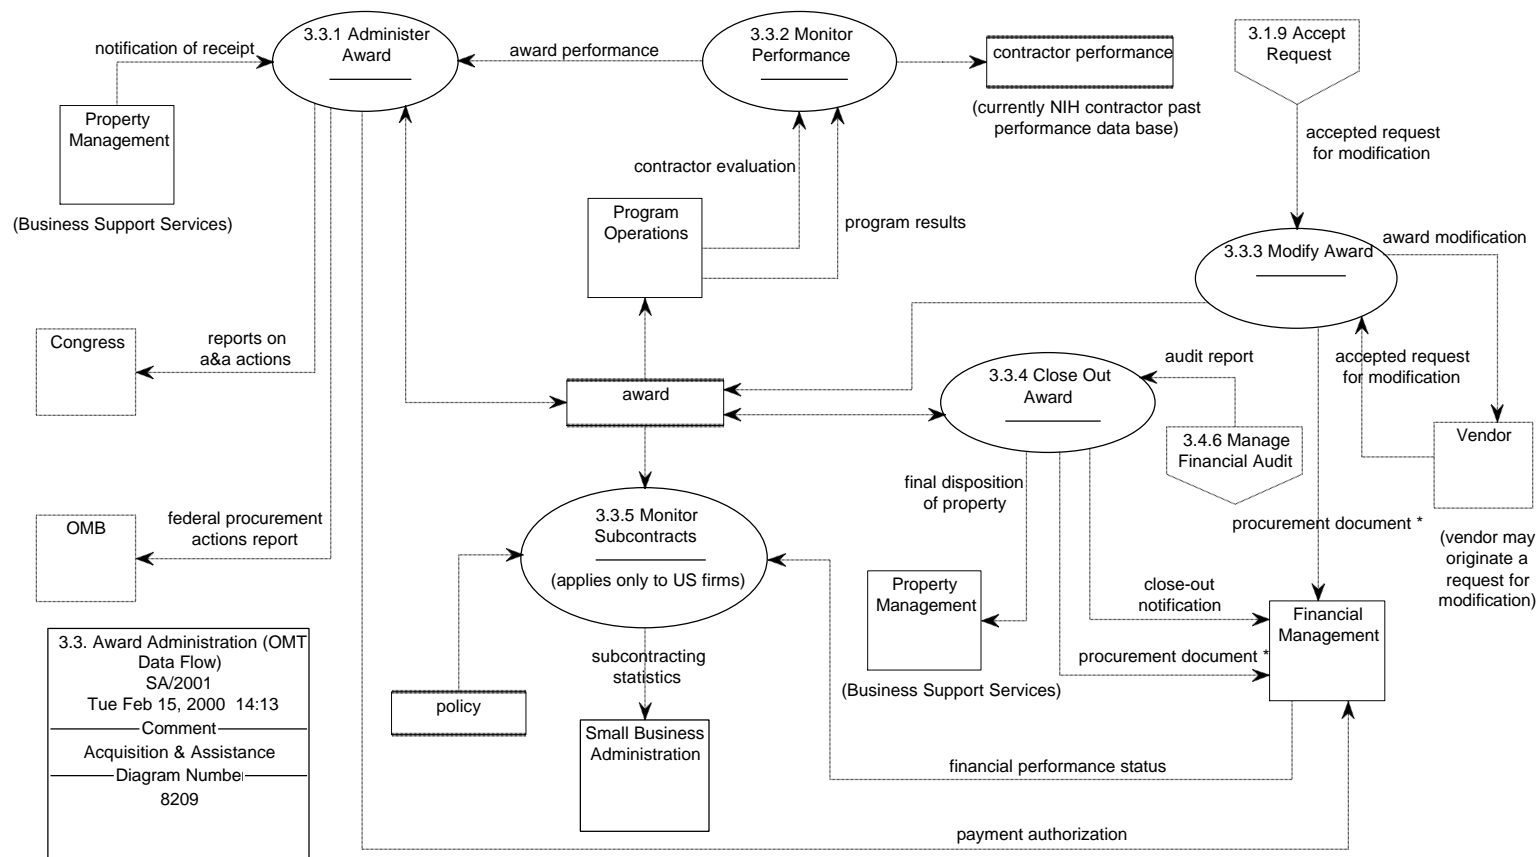 3.3.1 Administer
Award
notification of receipt
award performance
3.3.2 Monitor
Performance
contractor performance
(currently NIH contractor past
performance data base)
3.1.9 Accept
Request
accepted request
for modification
Property
Management
(Business Support Services)
contractor evaluation
Program
Operations
program results
3.3.3 Modify Award
award modification
Congress
reports on
a&a actions
award
3.3.4 Close Out
Award
audit report
accepted request
for modification
3.4.6 Manage
Financial Audit
Vendor
(vendor may
originate a
request for
modification)
OMB
federal procurement
actions report
3.3.5 Monitor
Subcontracts
(applies only to US firms)
final disposition
of property
procurement document *
Property
Management
(Business Support Services)
close-out
notification
procurement document *
Financial
Management
policy
subcontracting
statistics
Small Business
Administration
financial performance status
payment authorization
3.3. Award Administration (OMT
Data Flow)
SA/2001
Tue Feb 15, 2000 14:13
Comment
Acquisition & Assistance
Diagram Number
8209